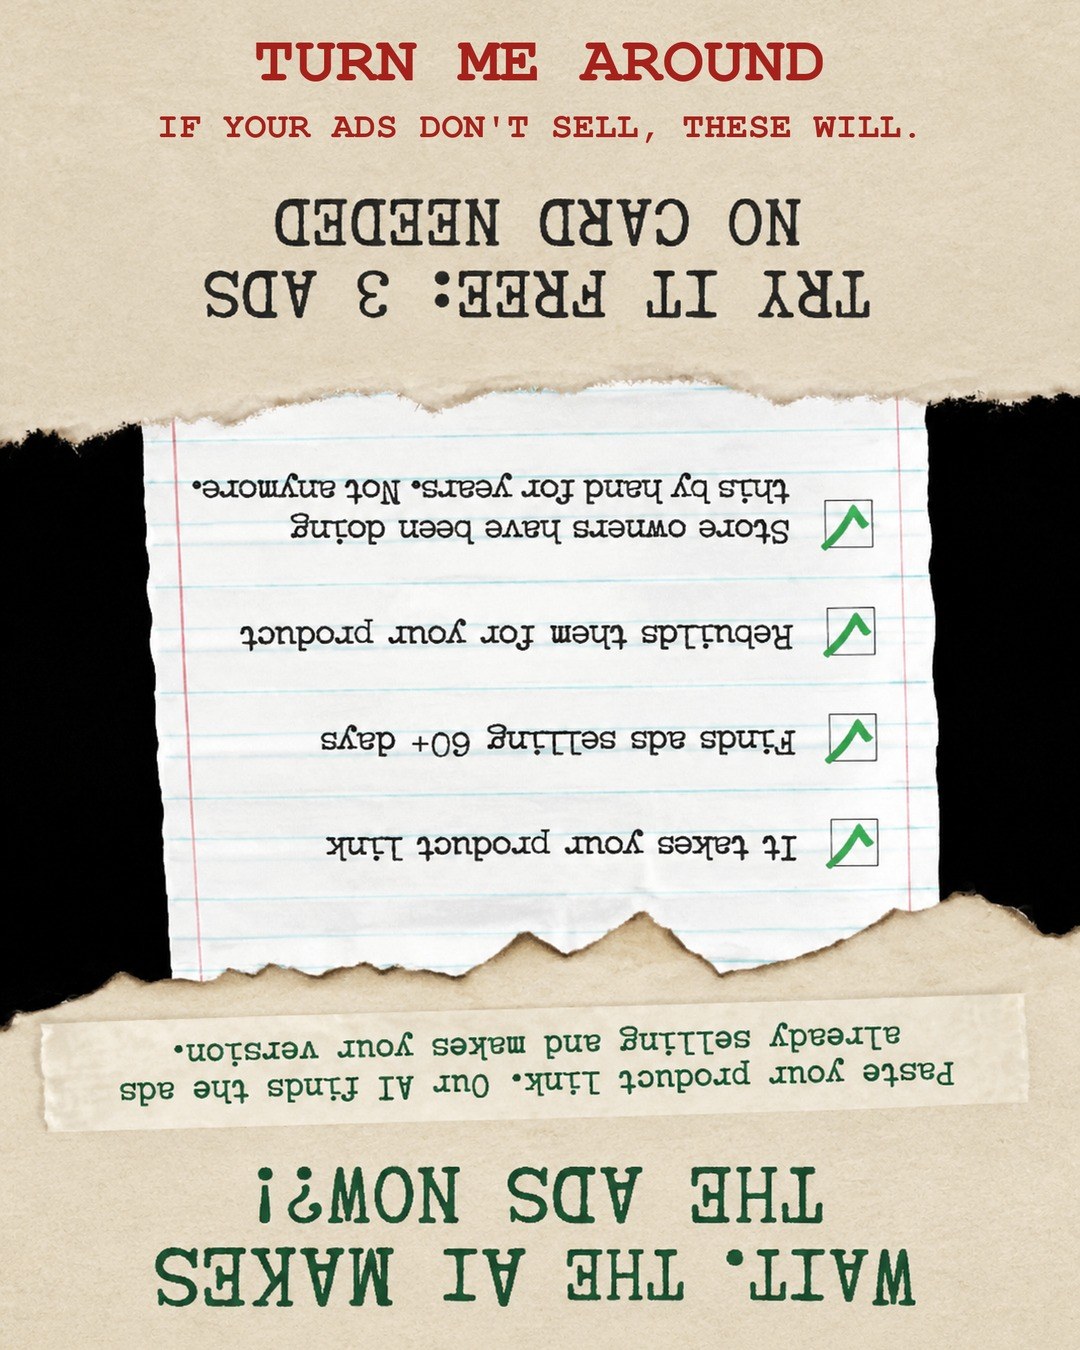 TURN ME AROUND
IF YOUR ADS DON'T SELL, THESE WILL.
WAIT. THE AI MAKES
THE ADS NOW?!
Paste your product link. Our AI finds the ads
already selling and makes your version.
It takes your product link
Finds ads selling 60+ days
Rebuilds them for your product
Store owners have been doing
this by hand for years. Not anymore.
TRY IT FREE: 3 ADS
NO CARD NEEDED